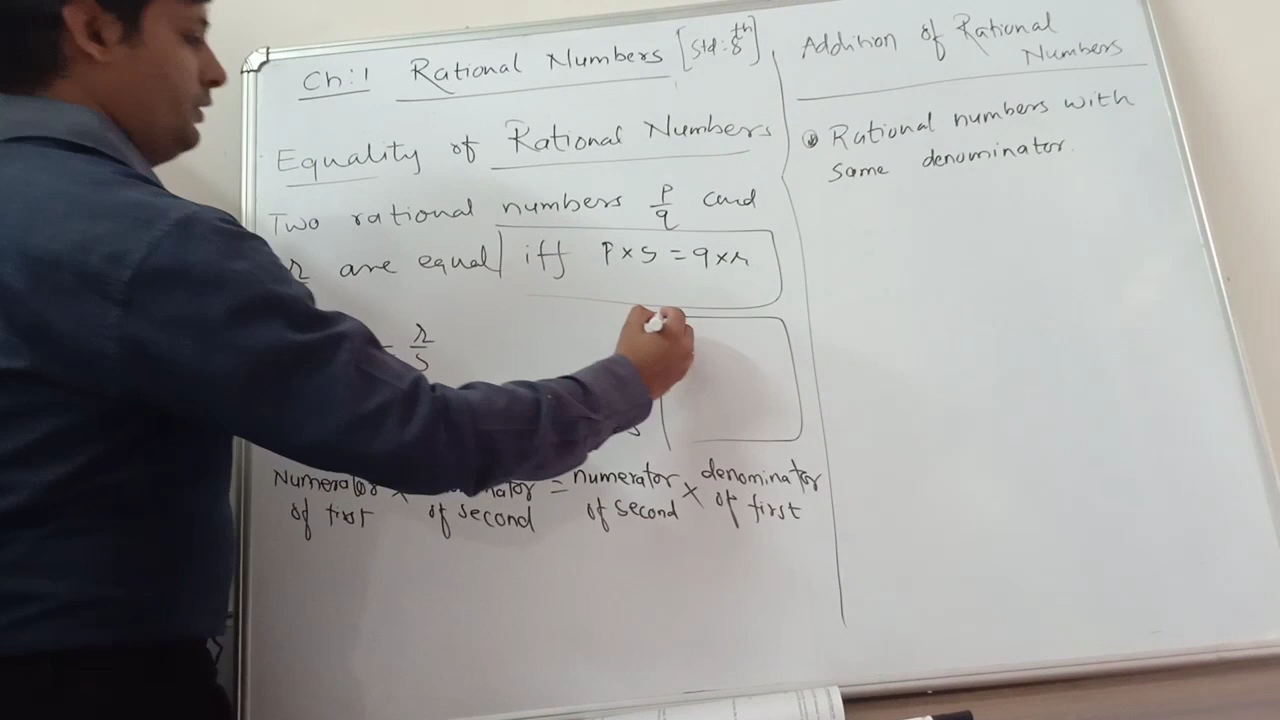 Ch:1 Rational Numbers [Std:8th],
Equality of Rational Numbers
Two rational numbers p/q and
r are equal iff p×s = q×r
r/s
s
Numerator × of first = numerator × denominator
of first of second of second of first
Addition of Rational
Numbers
Rational numbers with
same denominator.